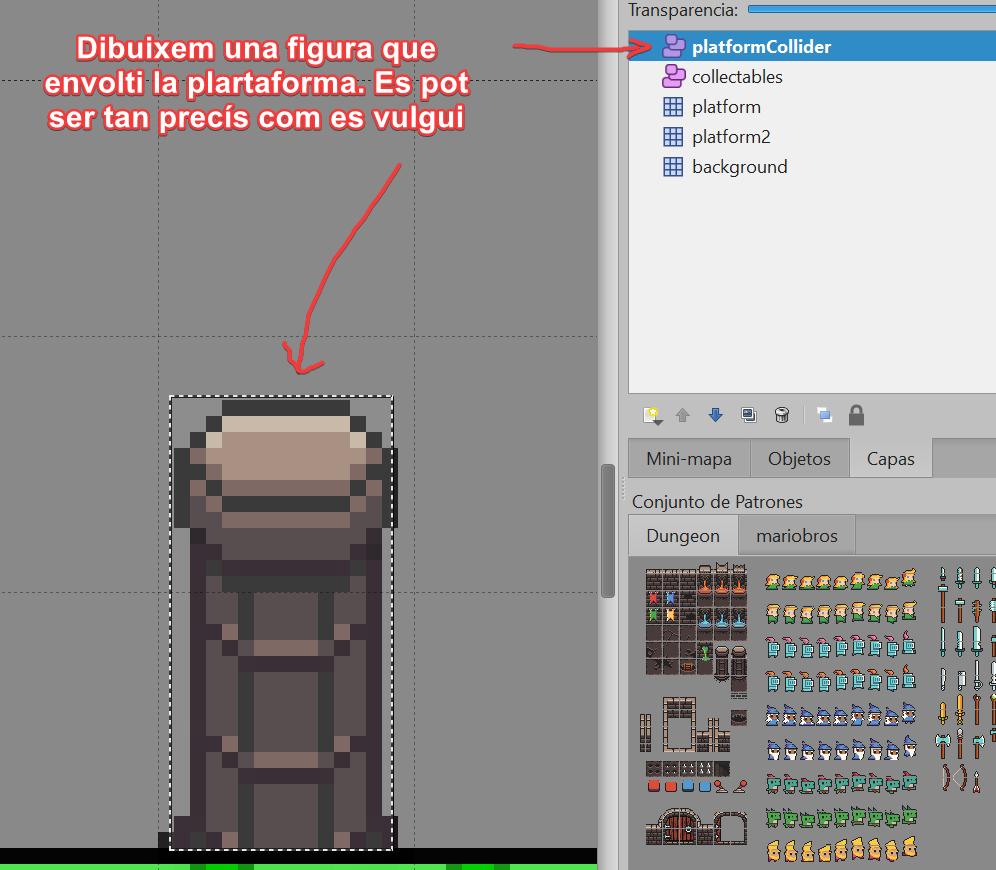 Transparencia:
Dibuixem una figura que
envolti la plartaforma. Es pot
ser tan precís com es vulgui
platformCollider
collectables
platform
platform2
background
Mini-mapa
Objetos
Capas
Conjunto de Patrones
Dungeon
mariobros